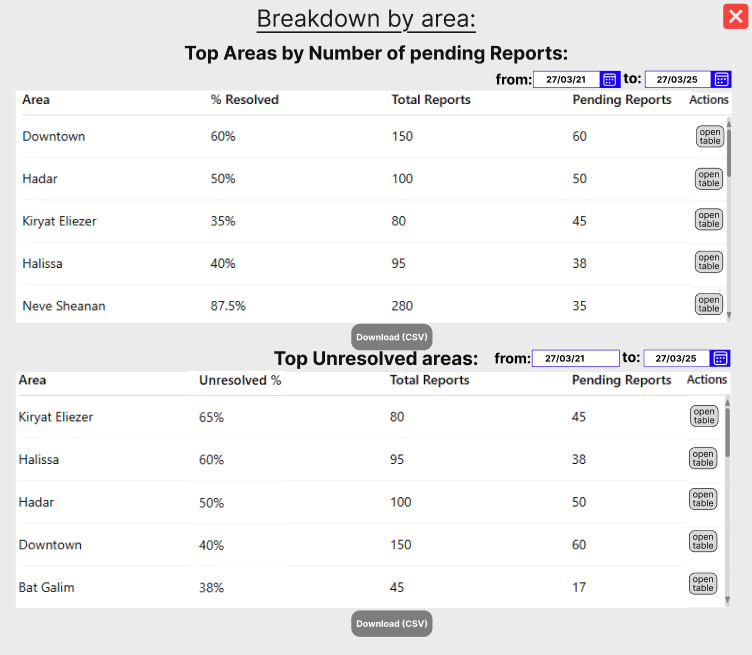 Breakdown by area:
Top Areas by Number of pending Reports:
from: 27/03/21 to: 27/03/25
Area % Resolved Total Reports Pending Reports Actions
Downtown 60% 150 60 open table
Hadar 50% 100 50 open table
Kiryat Eliezer 35% 80 45 open table
Halissa 40% 95 38 open table
Neve Sheanan 87.5% 280 35 open table
Download (CSV)
Top Unresolved areas: from: 27/03/21 to: 27/03/25
Area Unresolved % Total Reports Pending Reports Actions
Kiryat Eliezer 65% 80 45 open table
Halissa 60% 95 38 open table
Hadar 50% 100 50 open table
Downtown 40% 150 60 open table
Bat Galim 38% 45 17 open table
Download (CSV)